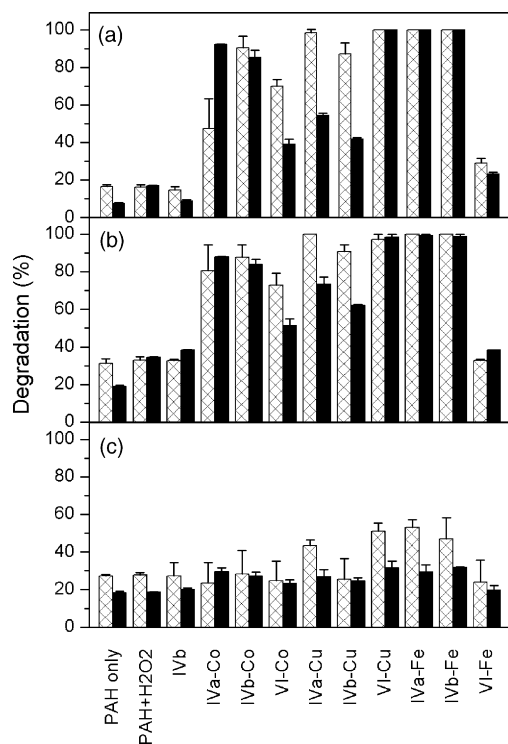 (a)
100
80
60
40
20
0
(b)
100
80
60
40
20
0
(c)
100
80
60
40
20
0
Degradation (%)
PAH only
PAH+H2O2
IVb
IVa-Co
IVb-Co
VI-Co
IVa-Cu
IVb-Cu
VI-Cu
IVa-Fe
IVb-Fe
VI-Fe